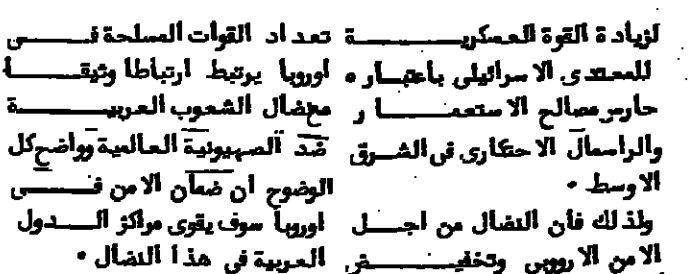 لزيادة القوة العسكرية
للمعتدى الاسرائيلى باعتباره
حارس مصالح الاستعمار
والراسمال الاحتكارى فى الشرق
الاوسط •
ولذلك فأن النضال من اجل
الامن الاروبى وتخفيض
تعداد القوات المسلحة فى
اوروبا يرتبط ارتباطا وثيقا
بنضال الشعوب العربية
ضد الصهيونية العالمية وواضح كل
الوضوح ان ضمان الامن فى
اوروبا سوف يقوى مراكز الدول
العربية فى هذا النضال •